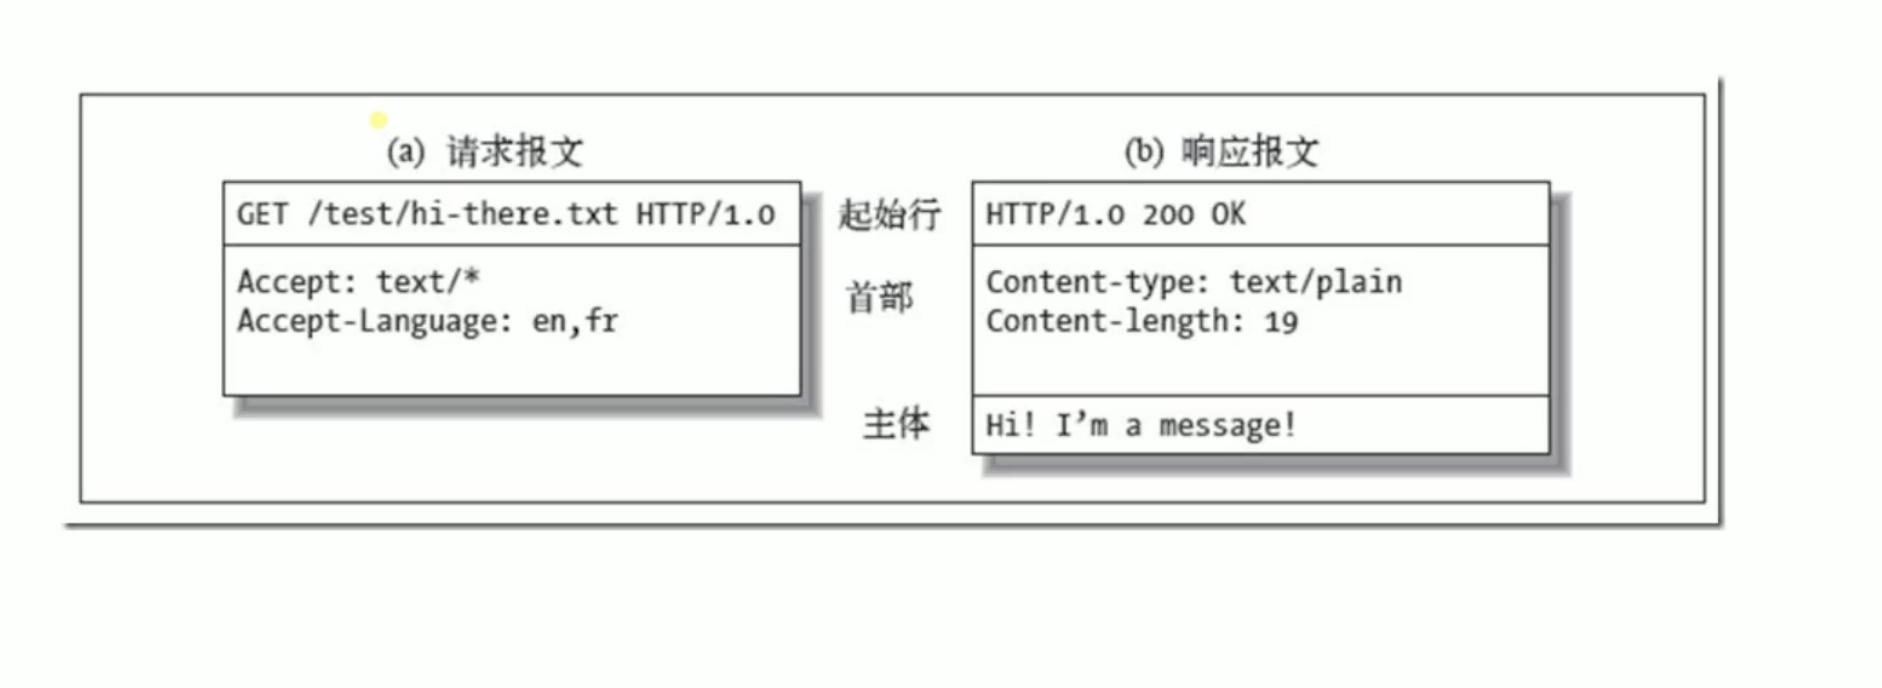 (a) 请求报文
GET /test/hi-there.txt HTTP/1.0
Accept: text/*
Accept-Language: en,fr
起始行
首部
主体
(b) 响应报文
HTTP/1.0 200 OK
Content-type: text/plain
Content-length: 19
Hi! I’m a message!